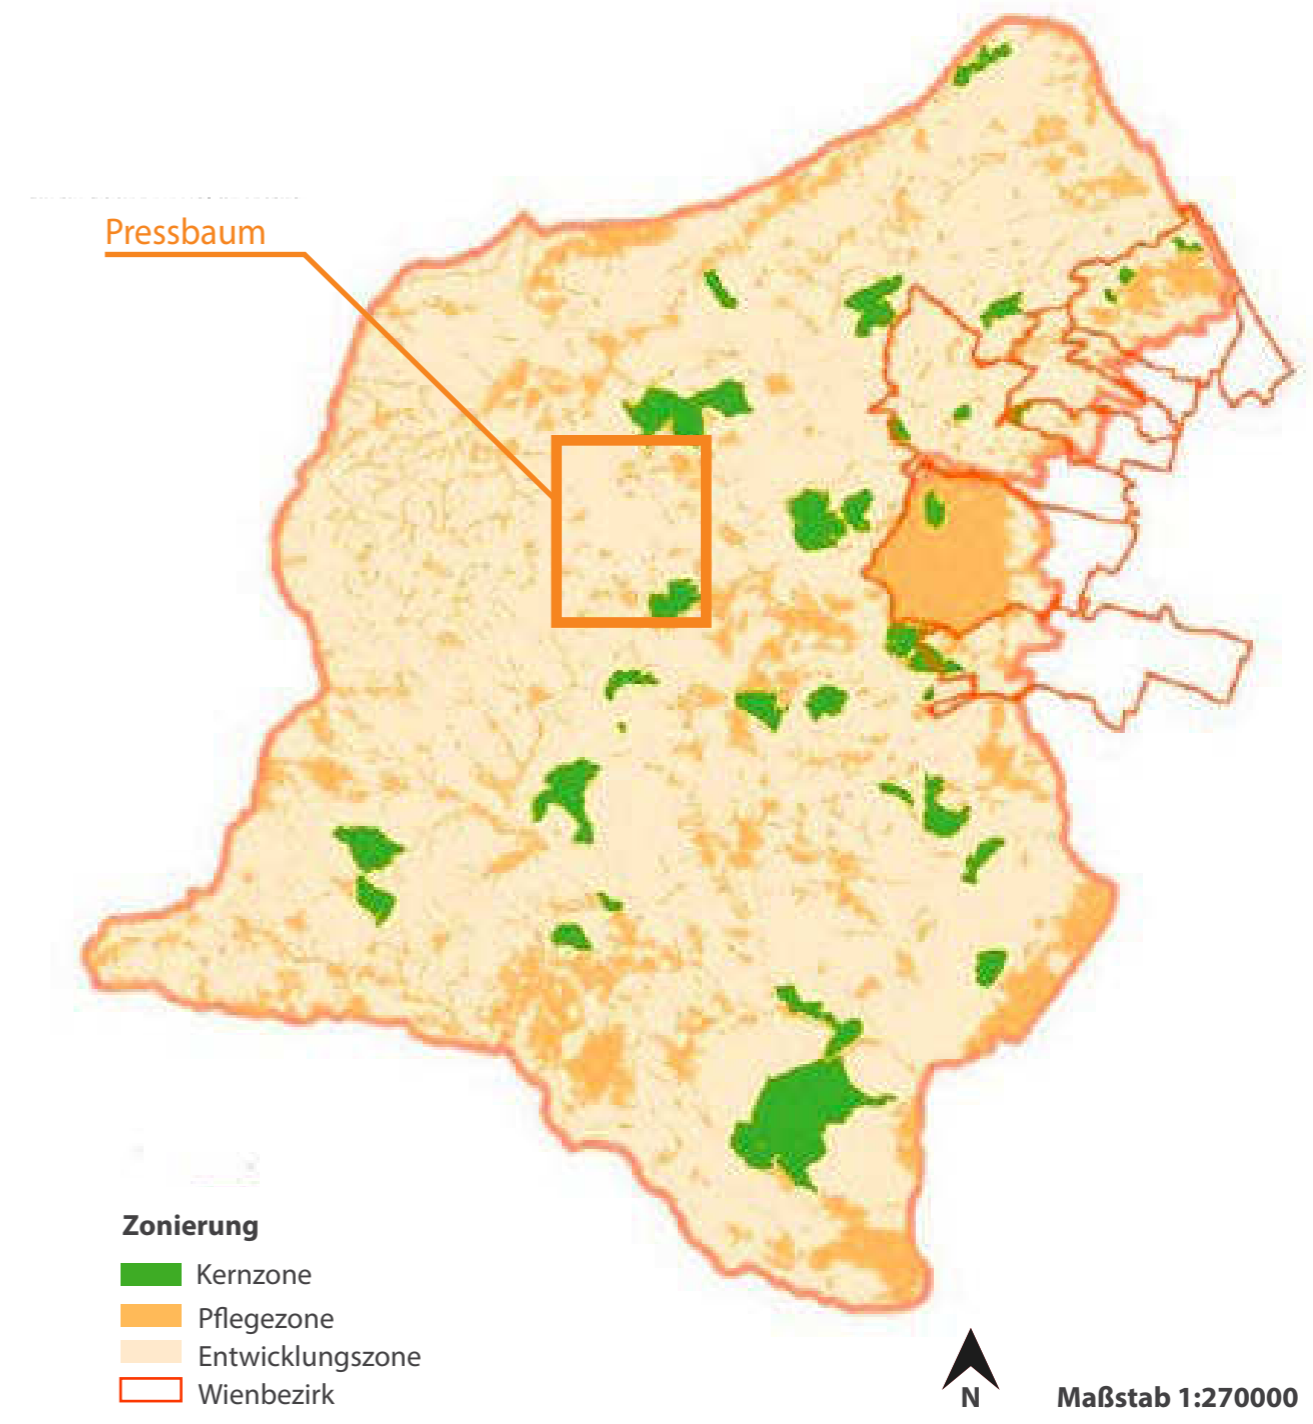 Pressbaum
Zonierung
Kernzone
Pflegezone
Entwicklungszone
Wienbezirk
N
Maßstab 1:270000